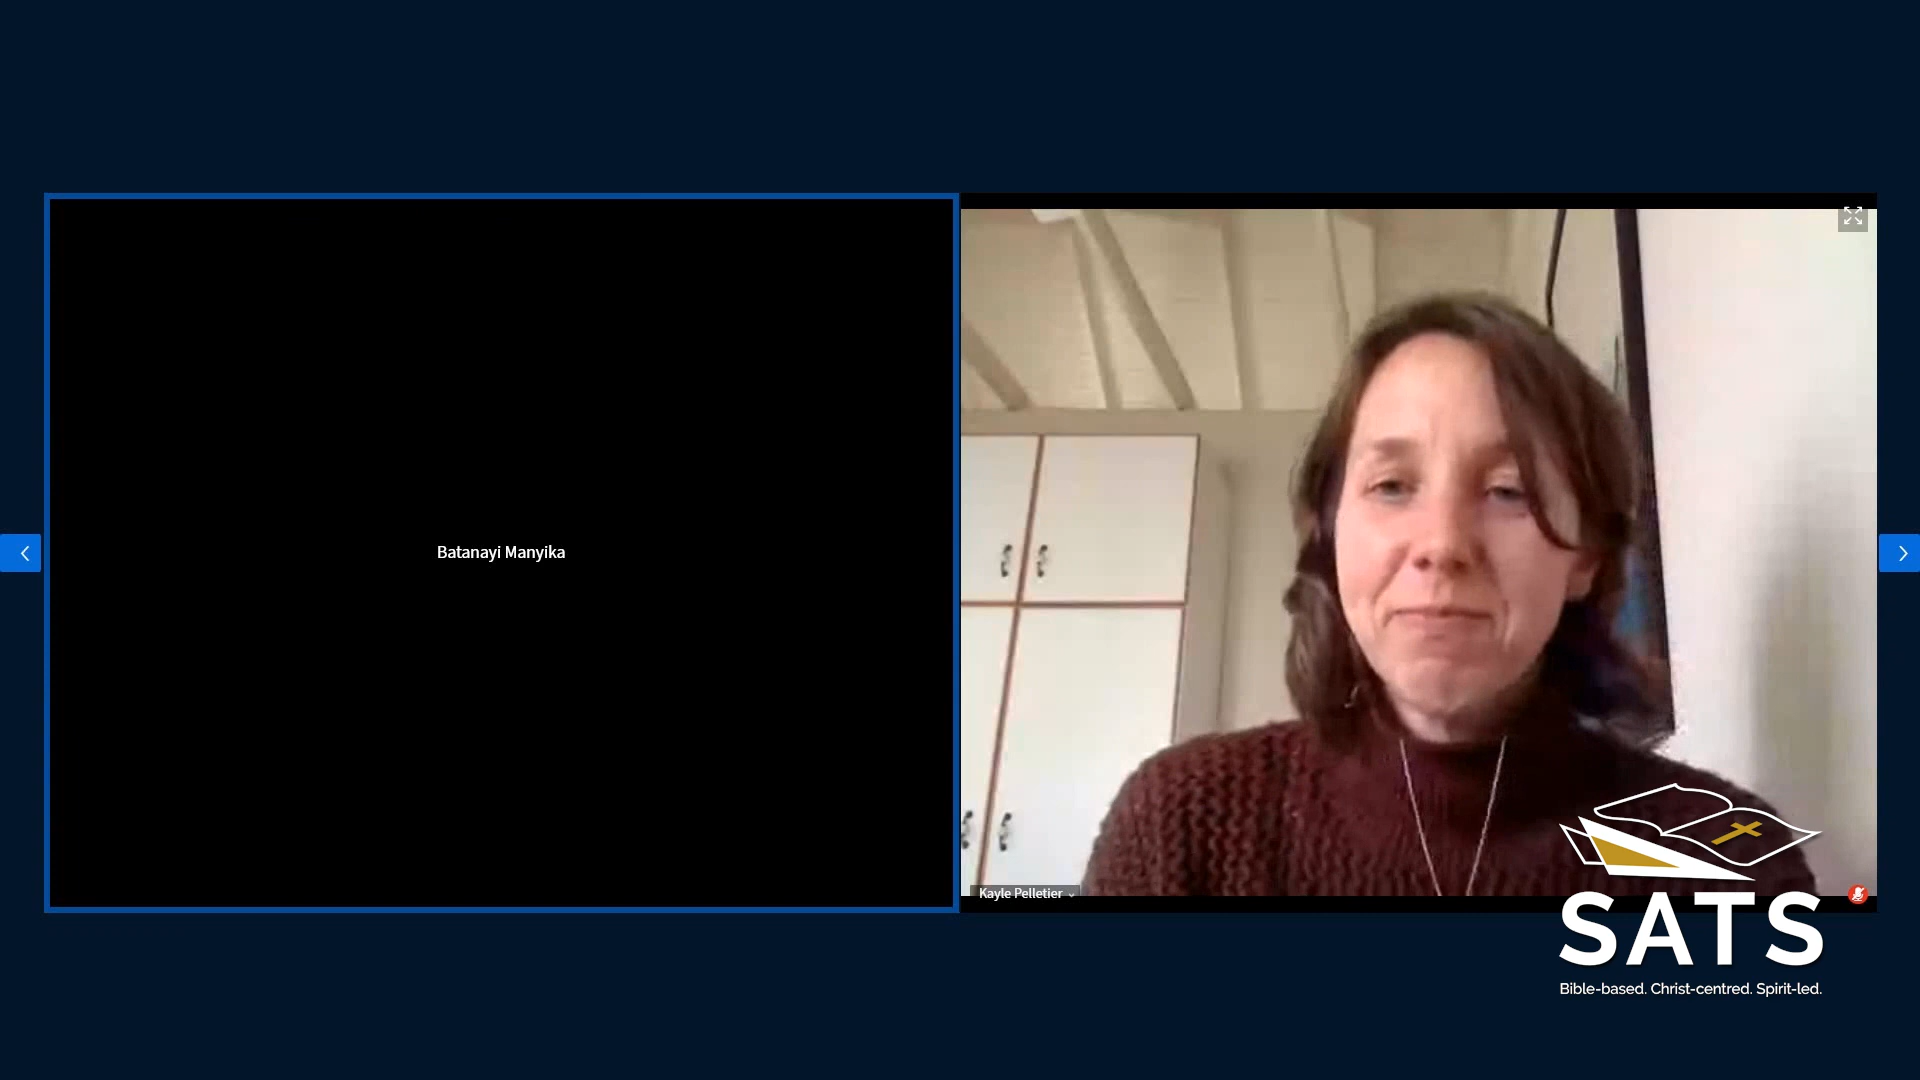 Batanayi Manyika
Kayle Pelletier
SATS
Bible-based. Christ-centred. Spirit-led.